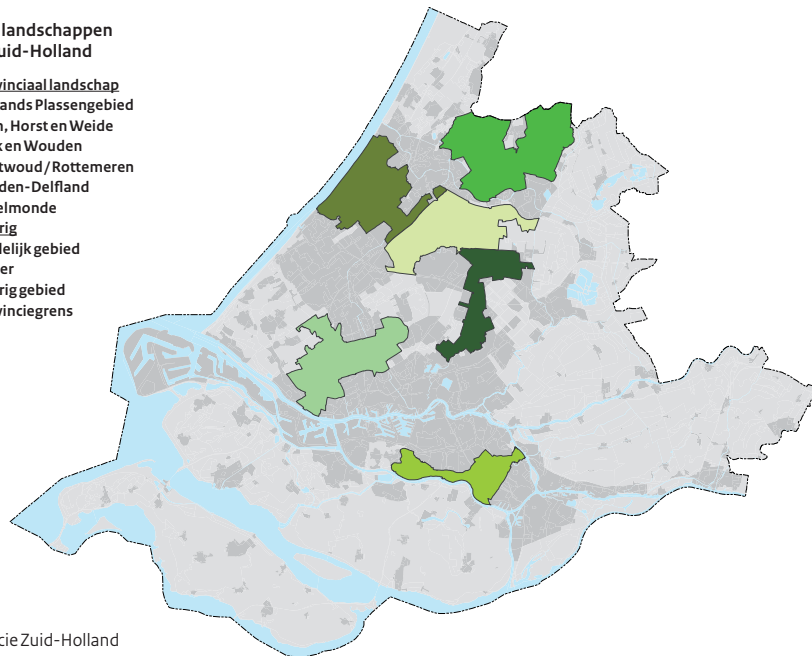 landschappen
uid-Holland
vinciaal landschap
ands Plassengebied
n, Horst en Weide
k en Wouden
twoud / Rottemeren
den-Delfland
elmonde
rig
delijk gebied
er
rig gebied
vinciegrens
cie Zuid-Holland